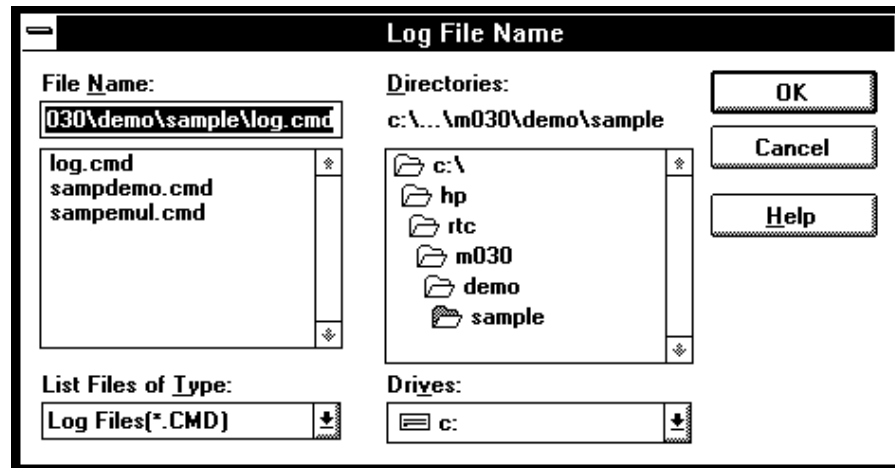 Log File Name
File Name:
030\demo\sample\log.cmd
log.cmd
sampdemo.cmd
sampemul.cmd
List Files of Type:
Log Files(*.CMD)
Directories:
c:\...\m030\demo\sample
c:\
hp
rtc
m030
demo
sample
Drives:
c:
OK
Cancel
Help